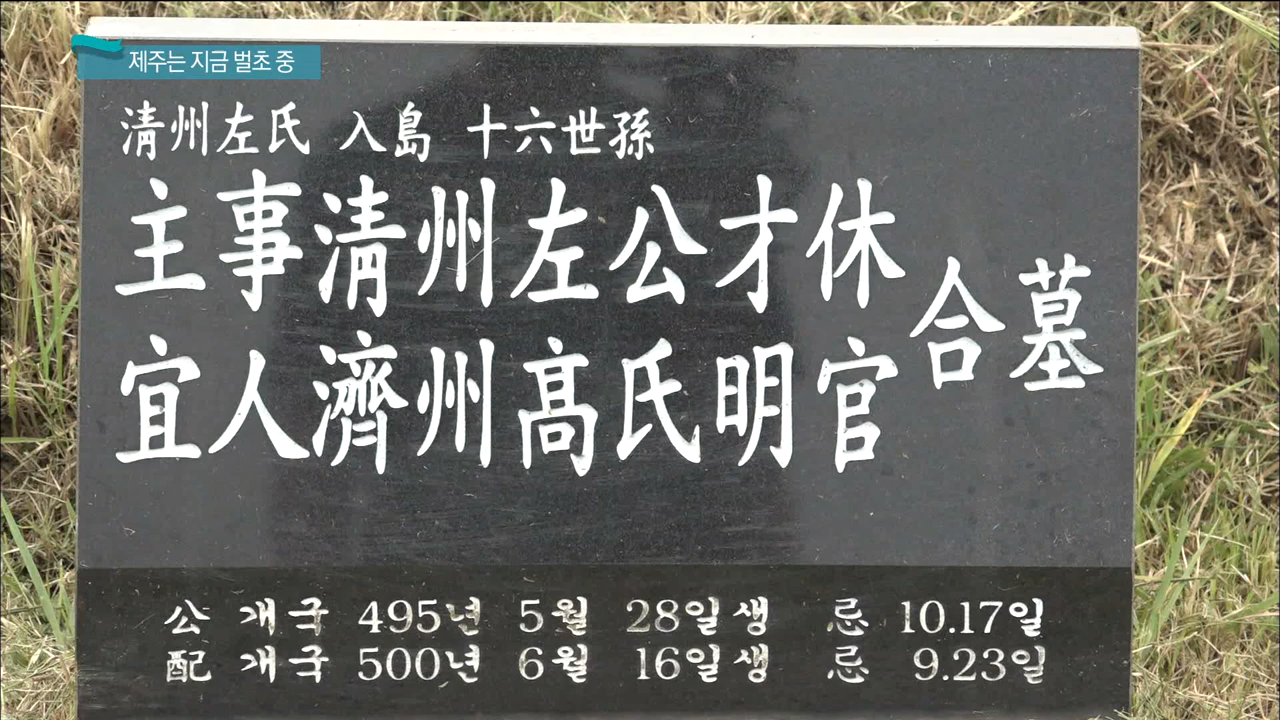 제주는 지금 벌초 중
淸州左氏 入島 十六世孫
主事淸州左公才休
宜人濟州髙氏明官
合墓
公 개국 495년 5월 28일생 忌 10.17일
配 개국 500년 6월 16일생 忌 9.23일